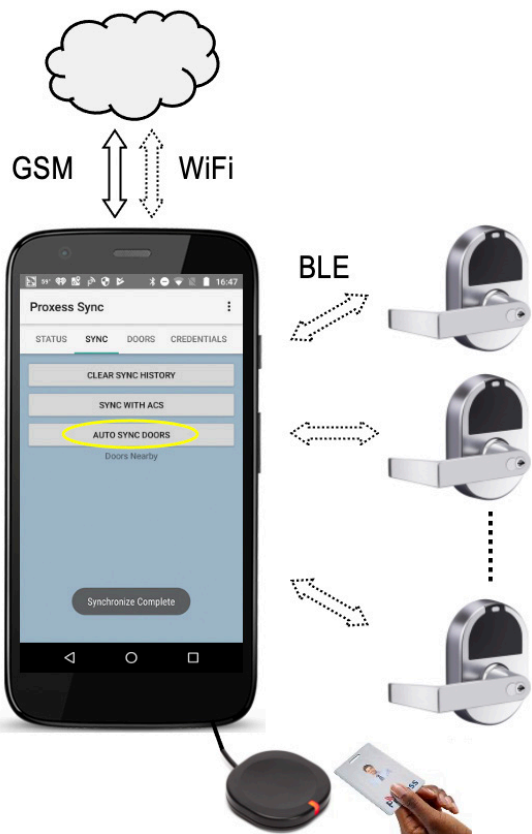 GSM WiFi
BLE
16:47
Proxess Sync
STATUS SYNC DOORS CREDENTIALS
CLEAR SYNC HISTORY
SYNC WITH ACS
AUTO SYNC DOORS
Doors Nearby
Synchronize Complete